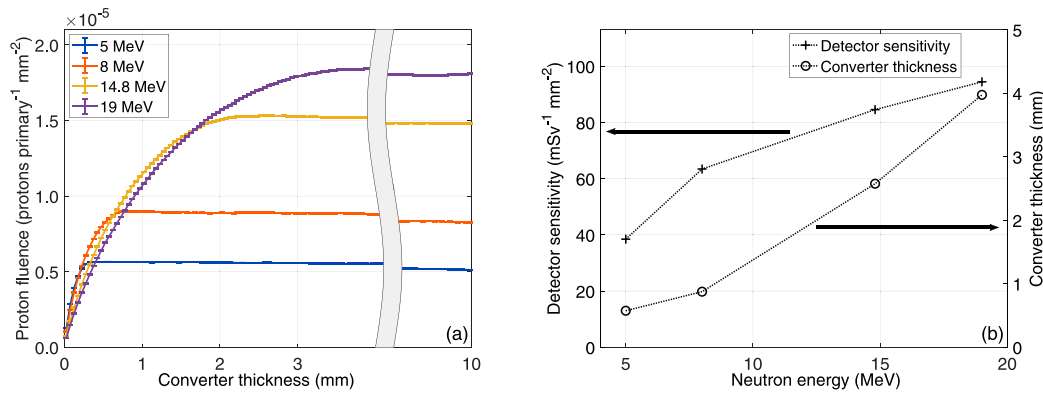 ×10⁻⁵
2.0
1.5
1.0
0.5
0.0
Proton fluence (protons primary⁻¹ mm⁻²)
5 MeV
8 MeV
14.8 MeV
19 MeV
(a)
0 1 2 3 10
Converter thickness (mm)
100
80
60
40
20
0
Detector sensitivity (mSv⁻¹ mm⁻²)
Detector sensitivity
Converter thickness
(b)
5 10 15 20
Neutron energy (MeV)
5
4
3
2
1
0
Converter thickness (mm)